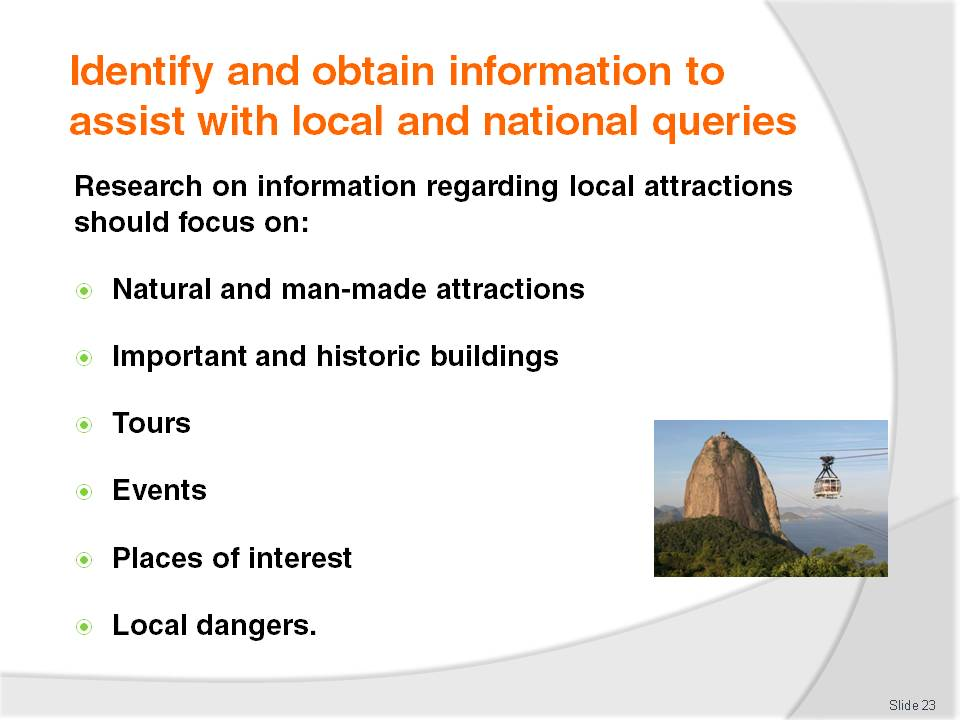 Identify and obtain information to
assist with local and national queries
Research on information regarding local attractions
should focus on:
Natural and man-made attractions
Important and historic buildings
Tours
Events
Places of interest
Local dangers.
Slide 23